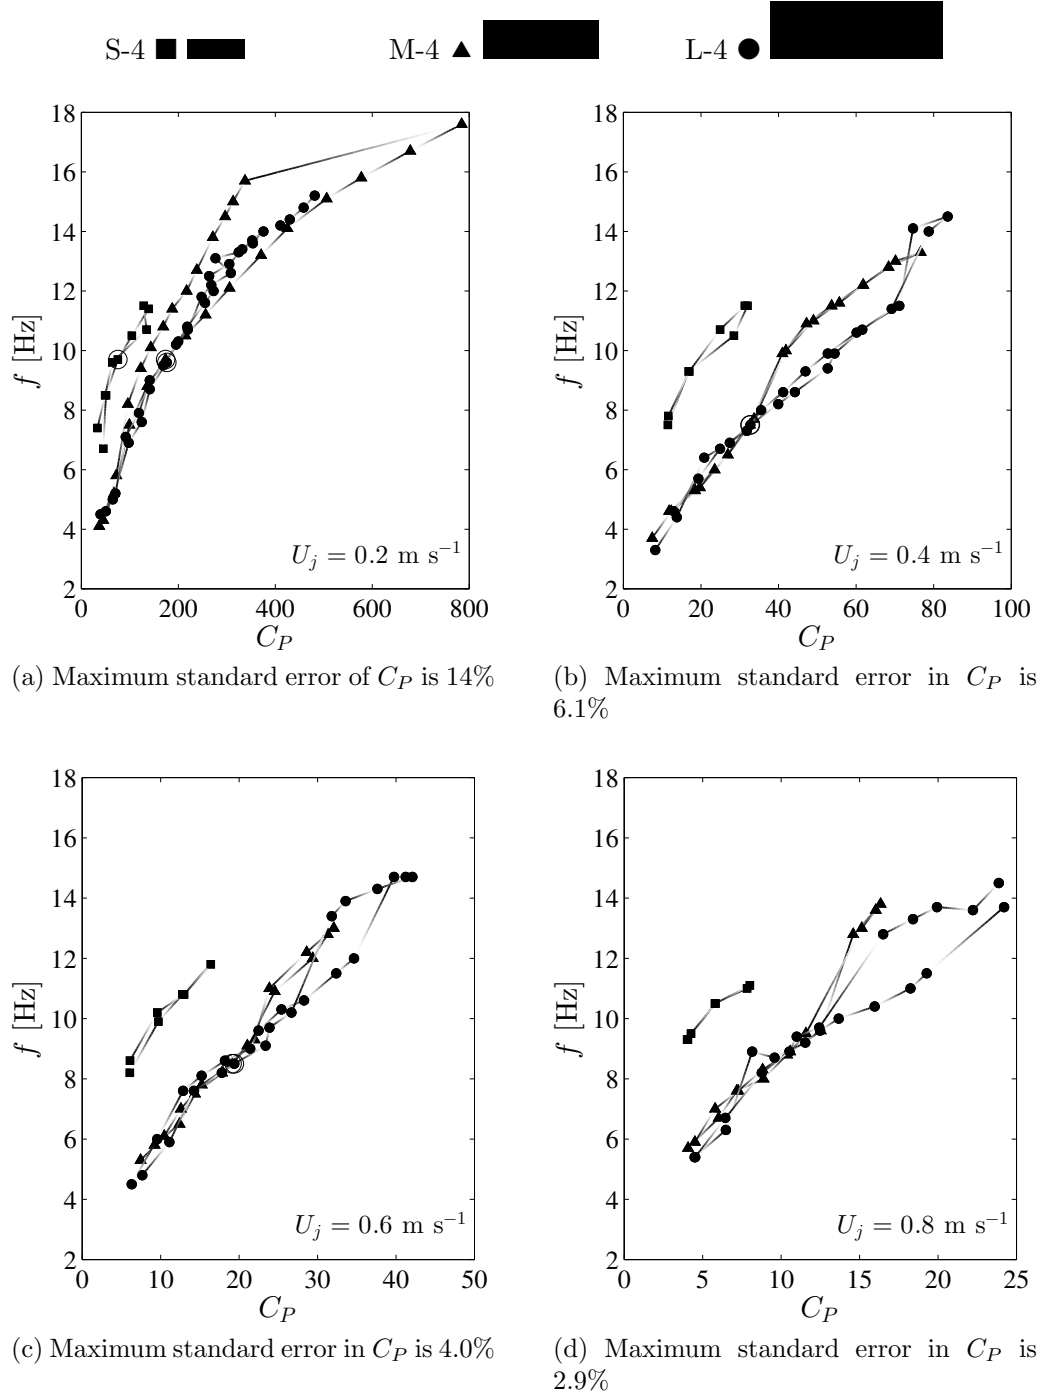 S-4 M-4 L-4
18
16
14
12
10
8
6
4
2
f [Hz]
0 200 400 600 800
C_P
U_j = 0.2 m s⁻¹
(a) Maximum standard error of C_P is 14%
18
16
14
12
10
8
6
4
2
f [Hz]
0 20 40 60 80 100
C_P
U_j = 0.4 m s⁻¹
(b) Maximum standard error in C_P is
6.1%
18
16
14
12
10
8
6
4
2
f [Hz]
0 10 20 30 40 50
C_P
U_j = 0.6 m s⁻¹
(c) Maximum standard error in C_P is 4.0%
18
16
14
12
10
8
6
4
2
f [Hz]
0 5 10 15 20 25
C_P
U_j = 0.8 m s⁻¹
(d) Maximum standard error in C_P is
2.9%